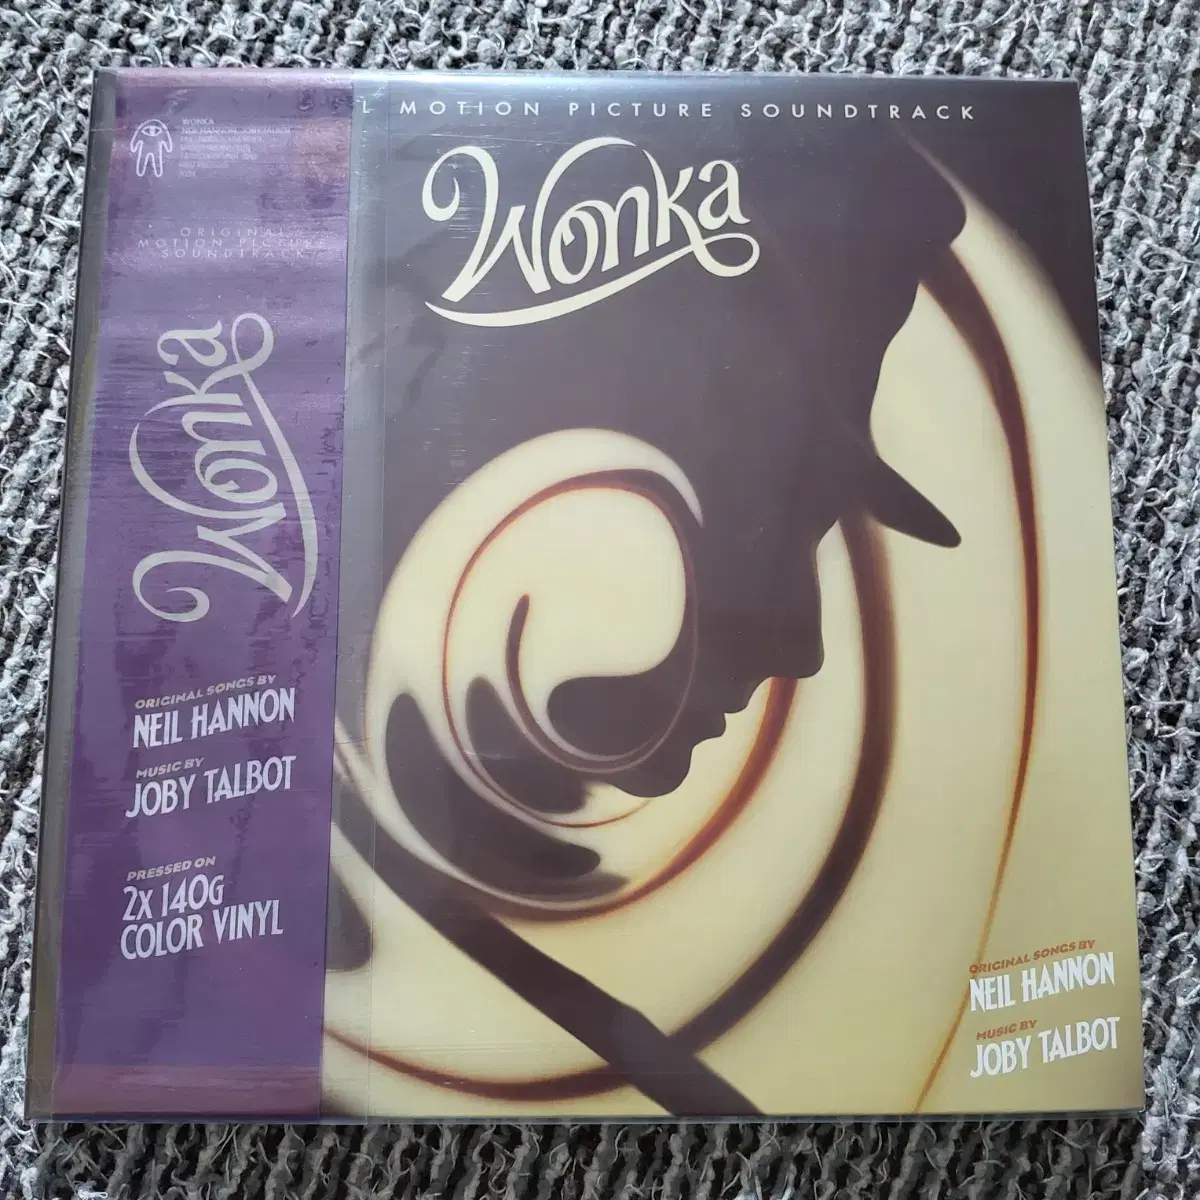 L MOTION PICTURE SOUNDTRACK
Wonka
WONKA
ORIGINAL
MOTION PICTURE
SOUNDTRACK
Wonka
ORIGINAL SONGS BY
NEIL HANNON
MUSIC BY
JOBY TALBOT
PRESSED ON
2X 140G
COLOR VINYL
ORIGINAL SONGS BY
NEIL HANNON
MUSIC BY
JOBY TALBOT